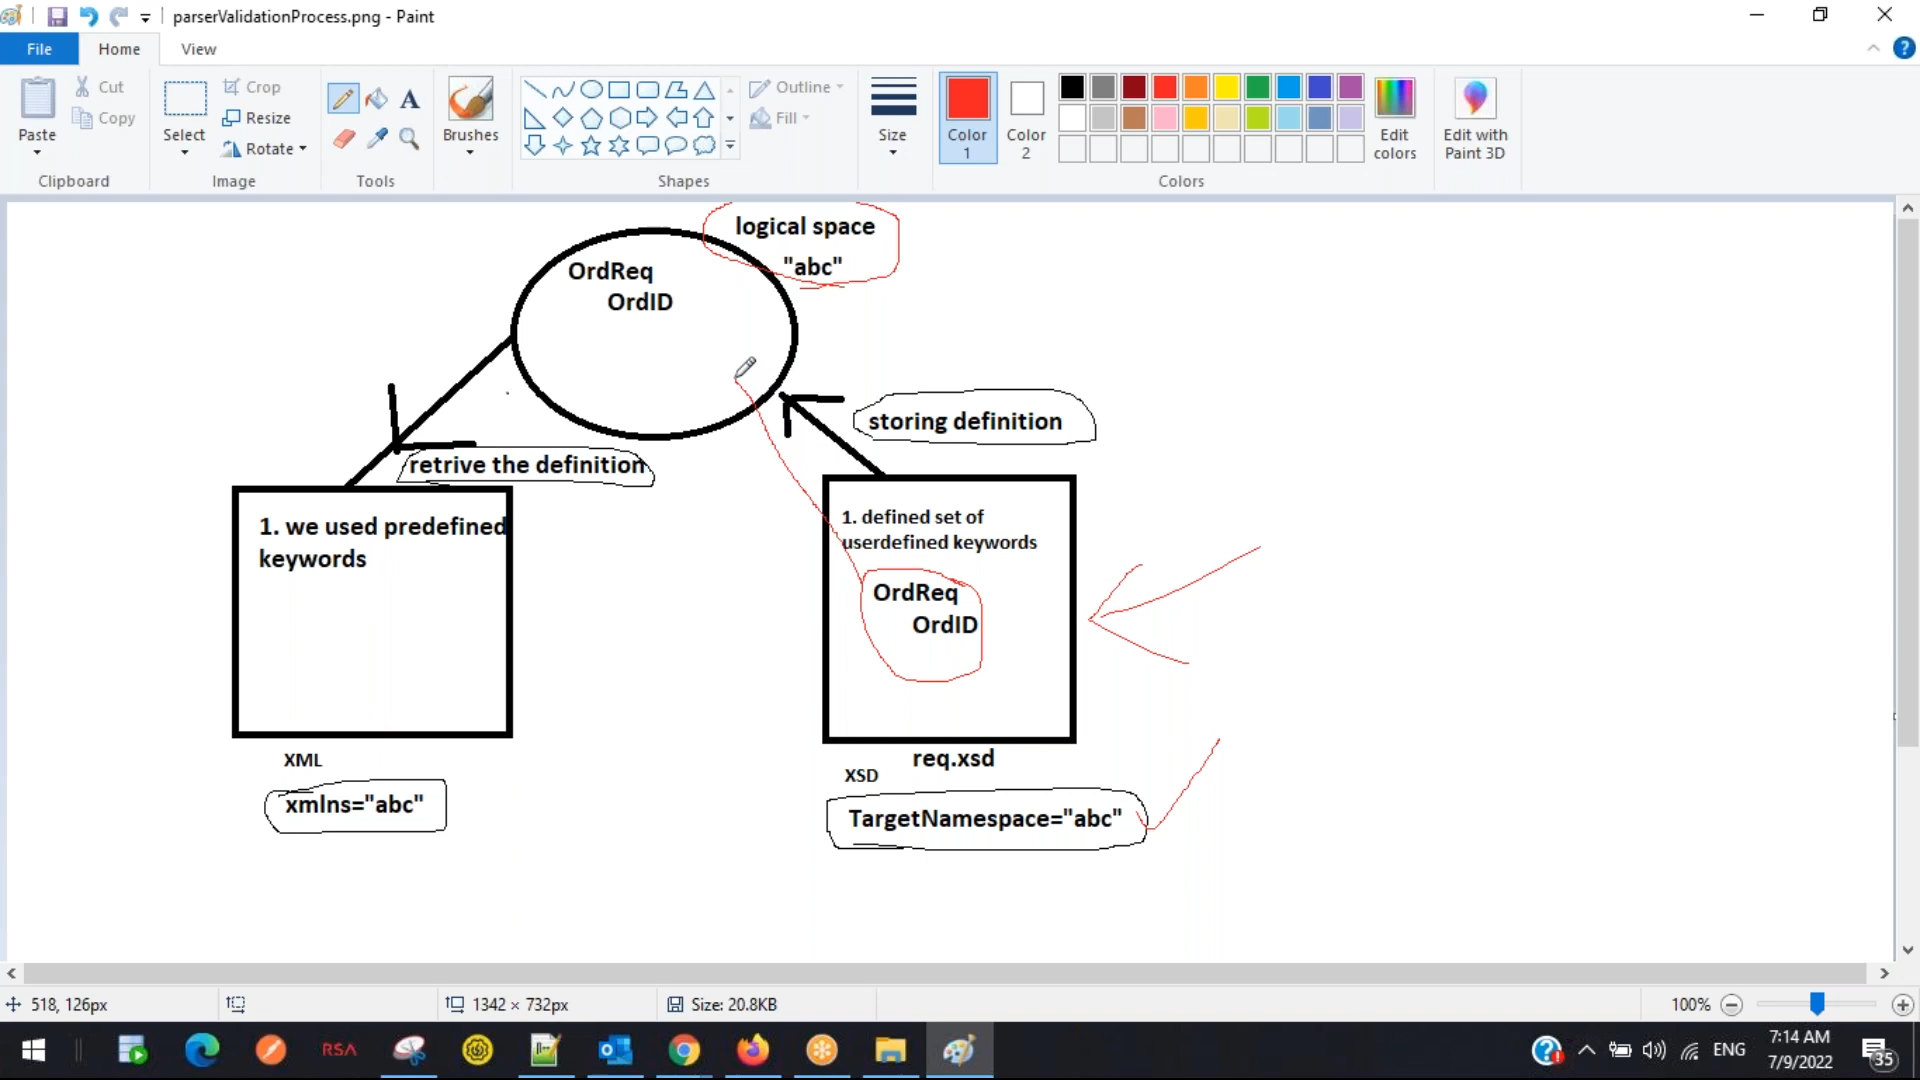 parserValidationProcess.png - Paint
File
Home
View
Paste
Cut
Copy
Clipboard
Select
Crop
Resize
Rotate
Image
A
Tools
Brushes
Shapes
Outline
Fill
Size
Color
1
Color
2
Edit
colors
Edit with
Paint 3D
Colors
logical space
"abc"
OrdReq
OrdID
storing definition
retrive the definition
1. we used predefined
keywords
1. defined set of
userdefined keywords
OrdReq
OrdID
XML
xmlns="abc"
req.xsd
XSD
TargetNamespace="abc"
518, 126px
1342 × 732px
Size: 20.8KB
100%
RSA
ENG
7:14 AM
7/9/2022
35